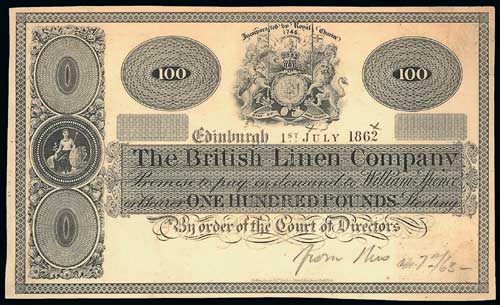 Incorporated by Royal Charter
1746
100
100
Edinburgh 1ST JULY 1862
The British Linen Company
Promise to pay on demand to William
or Bearer ONE HUNDRED POUNDS Sterling
By order of the Court of Directors
from